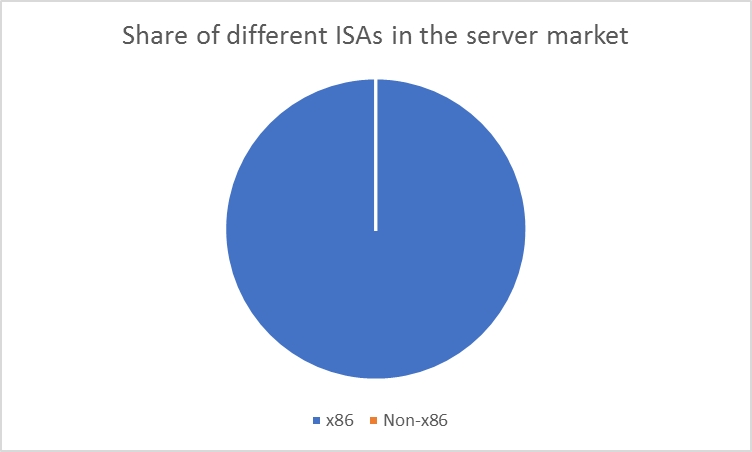 Share of different ISAs in the server market
x86 Non-x86